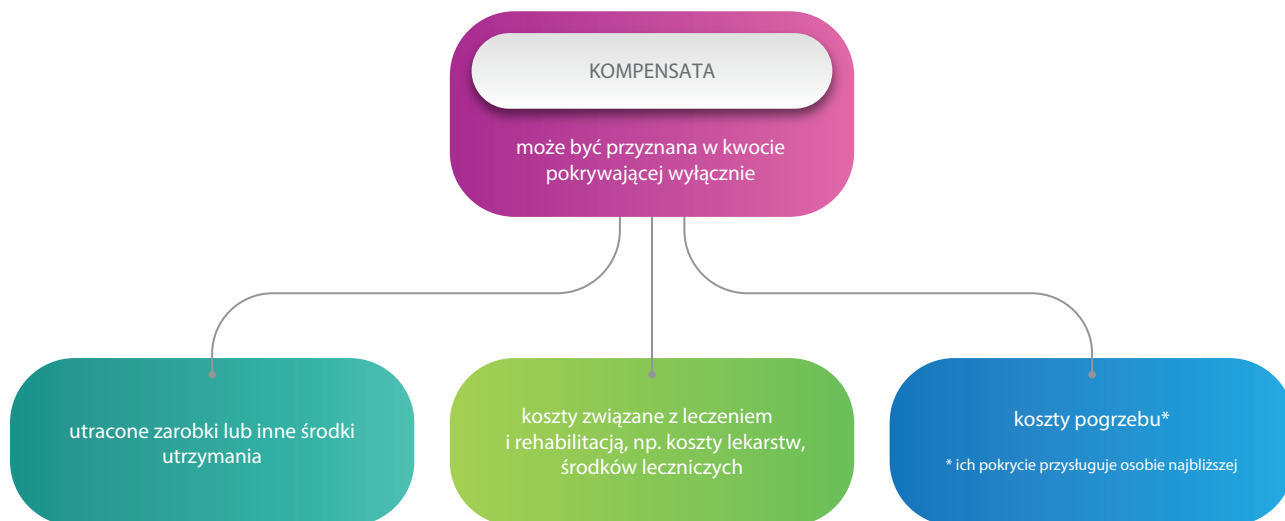 KOMPENSATA
może być przyznana w kwocie
pokrywającej wyłącznie
utracone zarobki lub inne środki
utrzymania
koszty związane z leczeniem
i rehabilitacją, np. koszty lekarstw,
środków leczniczych
koszty pogrzebu*
* ich pokrycie przysługuje osobie najbliższej